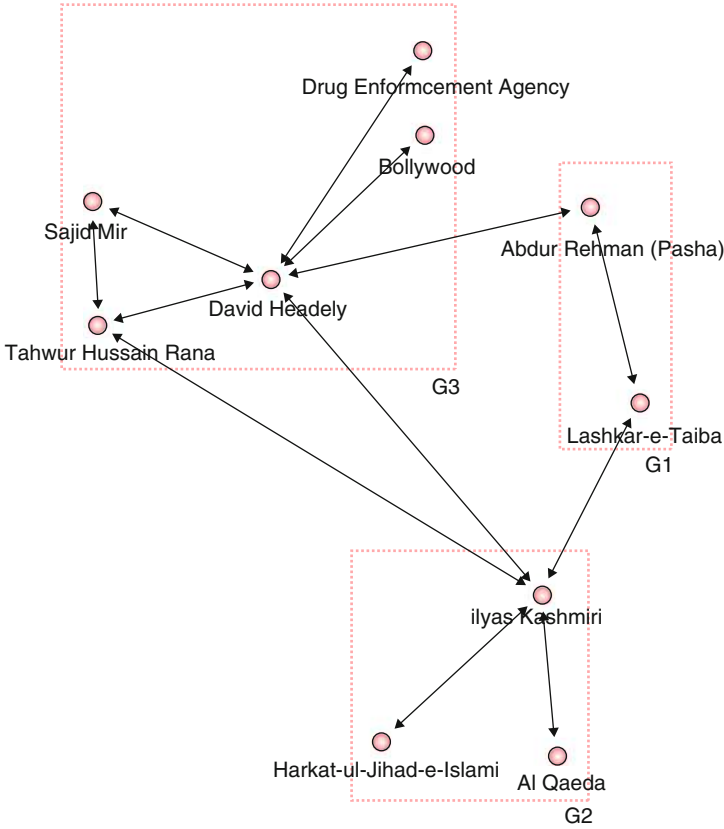 Drug Enformcement Agency
Bollywood
Sajid Mir
Abdur Rehman (Pasha)
David Headely
Tahwur Hussain Rana
G3
Lashkar-e-Taiba
G1
ilyas Kashmiri
Harkat-ul-Jihad-e-Islami
Al Qaeda
G2